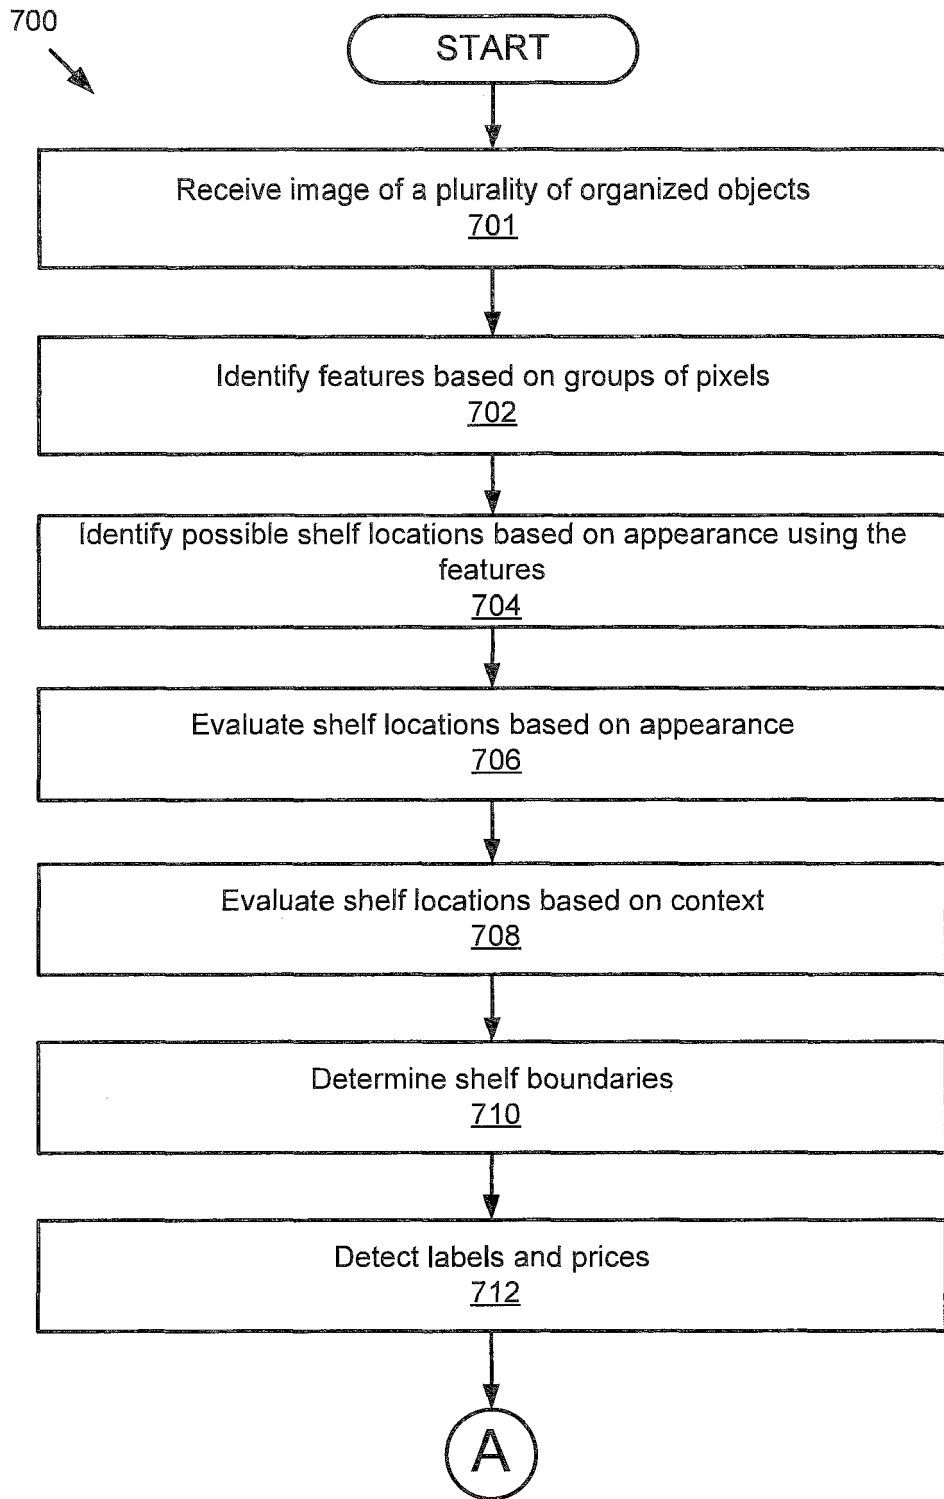 700
START
Receive image of a plurality of organized objects
701
Identify features based on groups of pixels
702
Identify possible shelf locations based on appearance using the
features
704
Evaluate shelf locations based on appearance
706
Evaluate shelf locations based on context
708
Determine shelf boundaries
710
Detect labels and prices
712
A